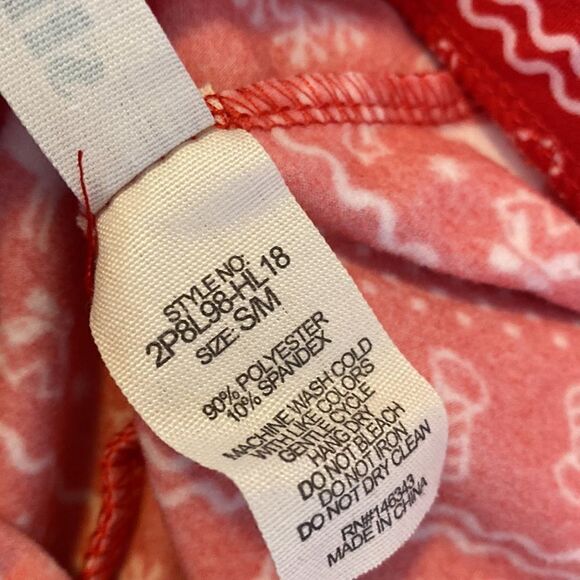 STYLE NO:
2P8L98-HL18
SIZE: S/M
90% POLYESTER
10% SPANDEX
MACHINE WASH COLD
WITH LIKE COLORS
GENTLE CYCLE
HANG DRY
DO NOT BLEACH
DO NOT IRON
DO NOT DRY CLEAN
RN#146343
MADE IN CHINA